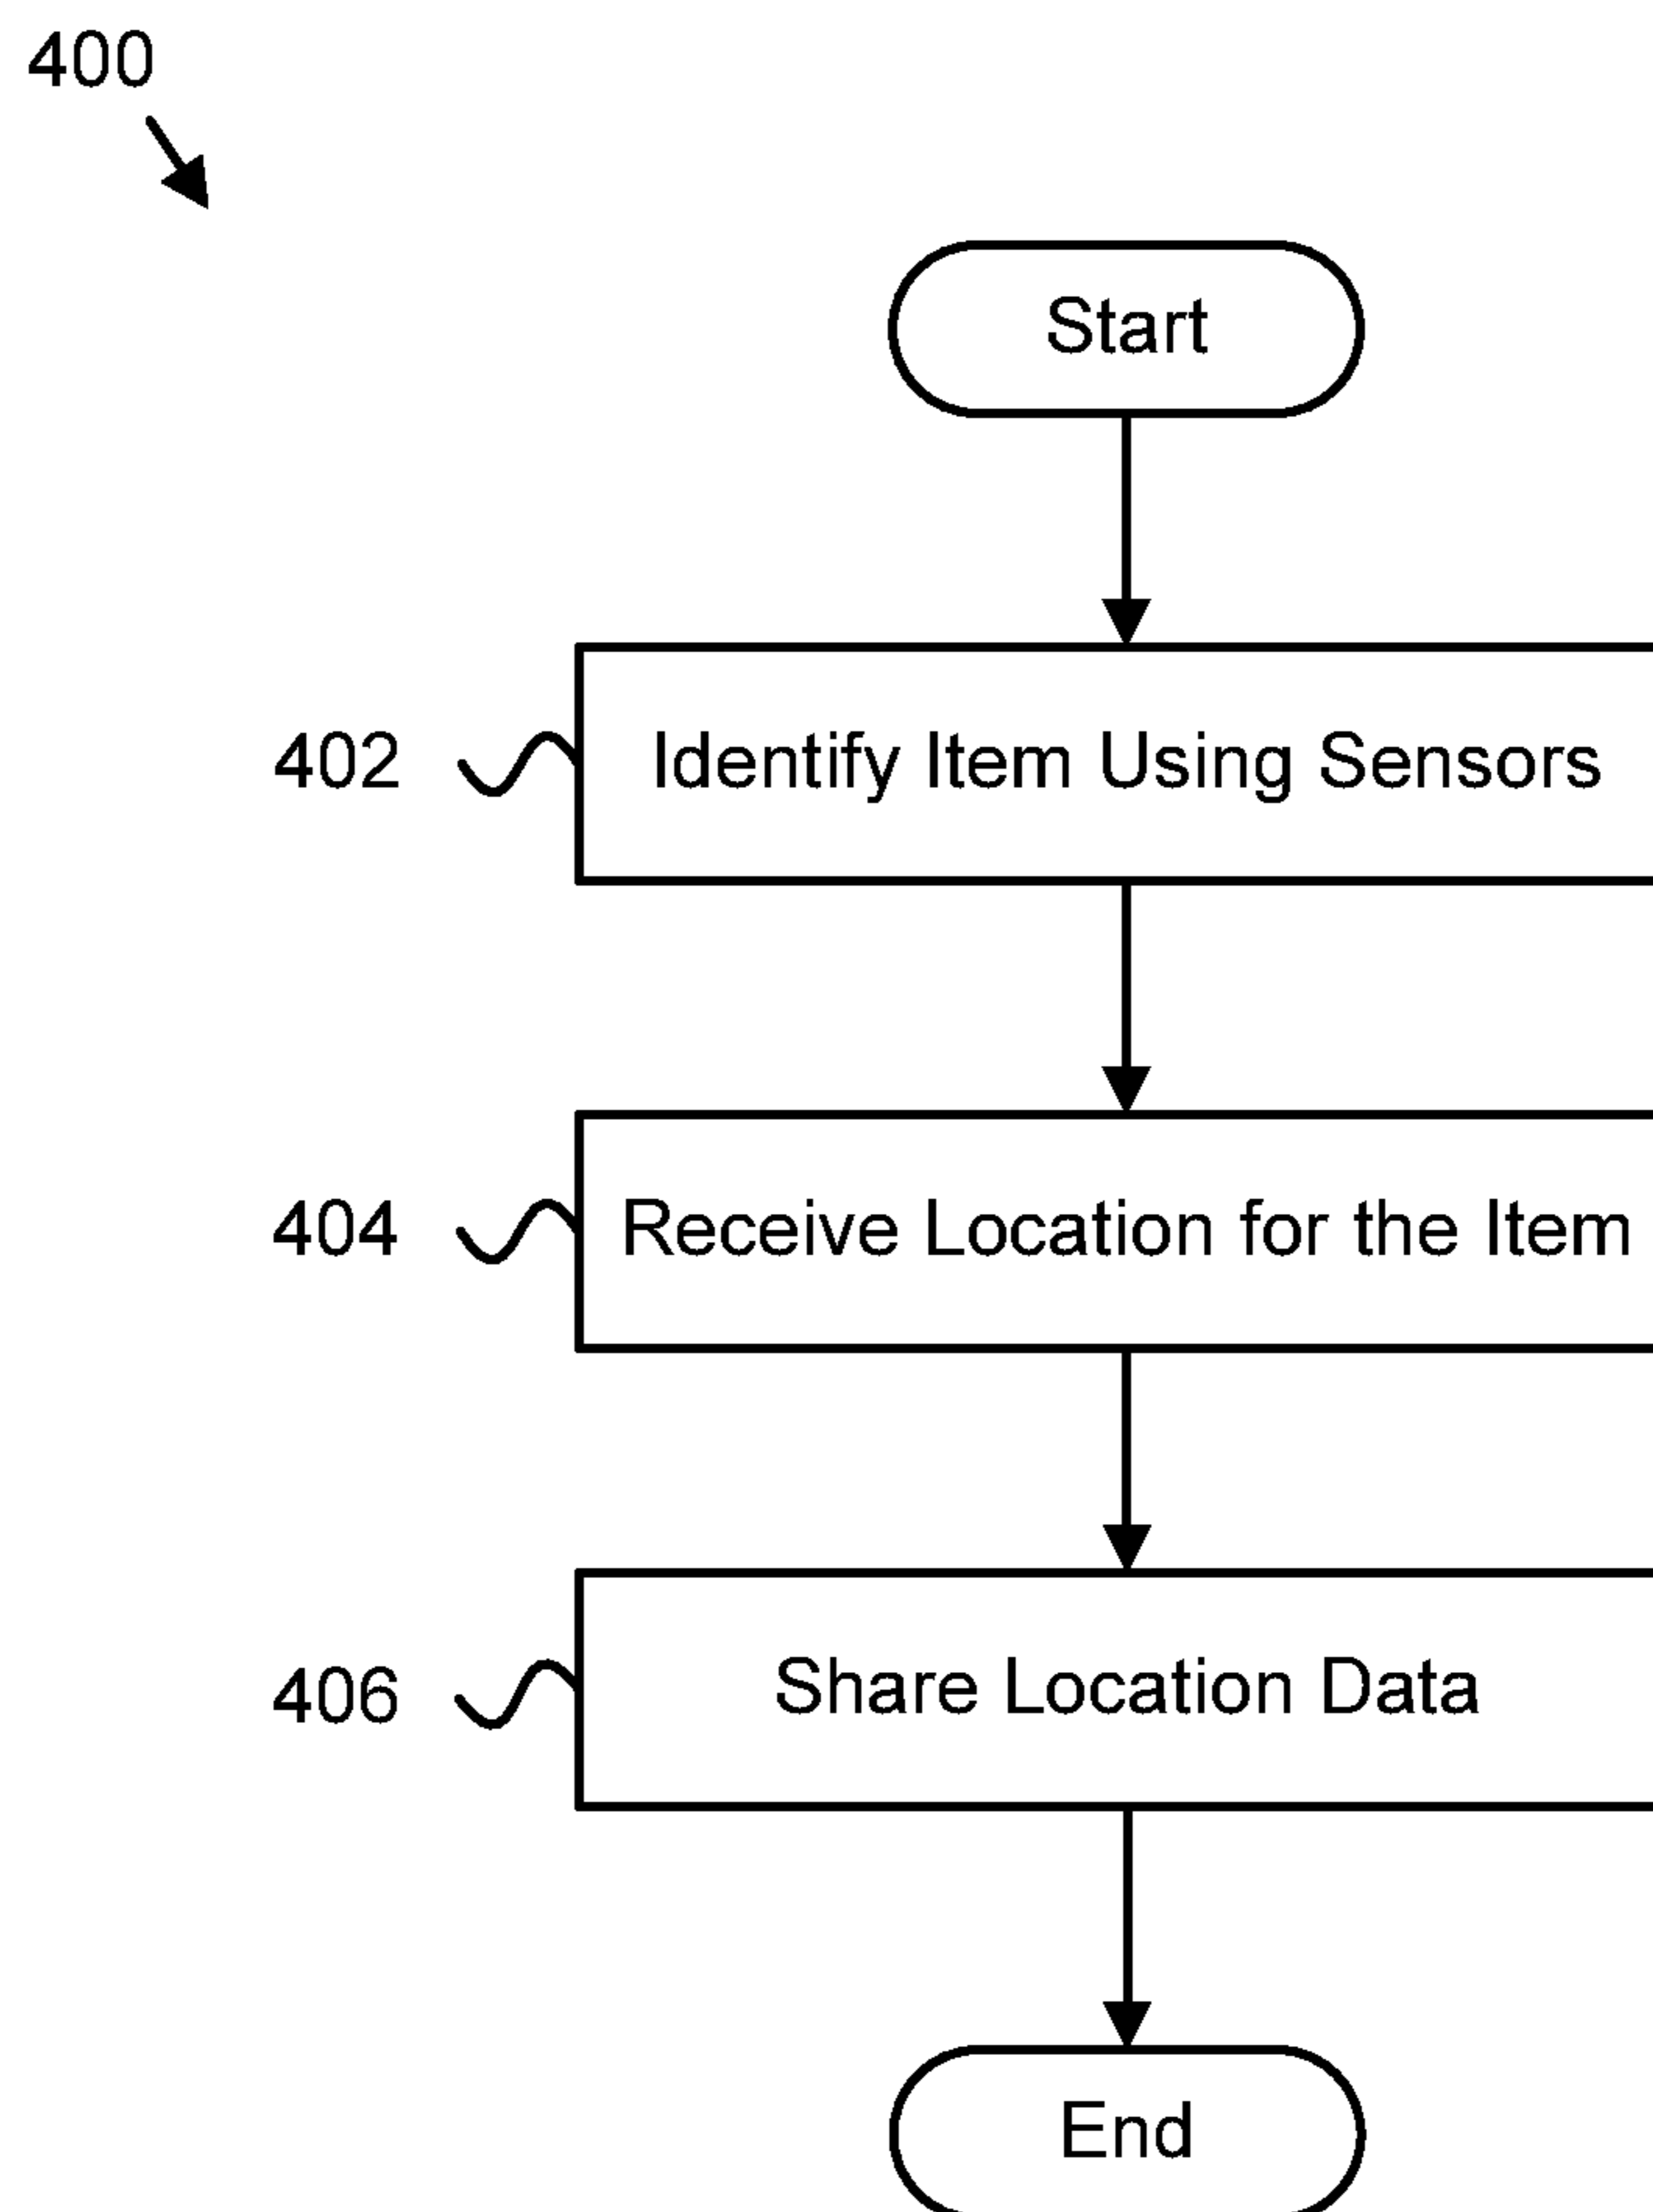 400
Start
402 Identify Item Using Sensors
404 Receive Location for the Item
406 Share Location Data
End